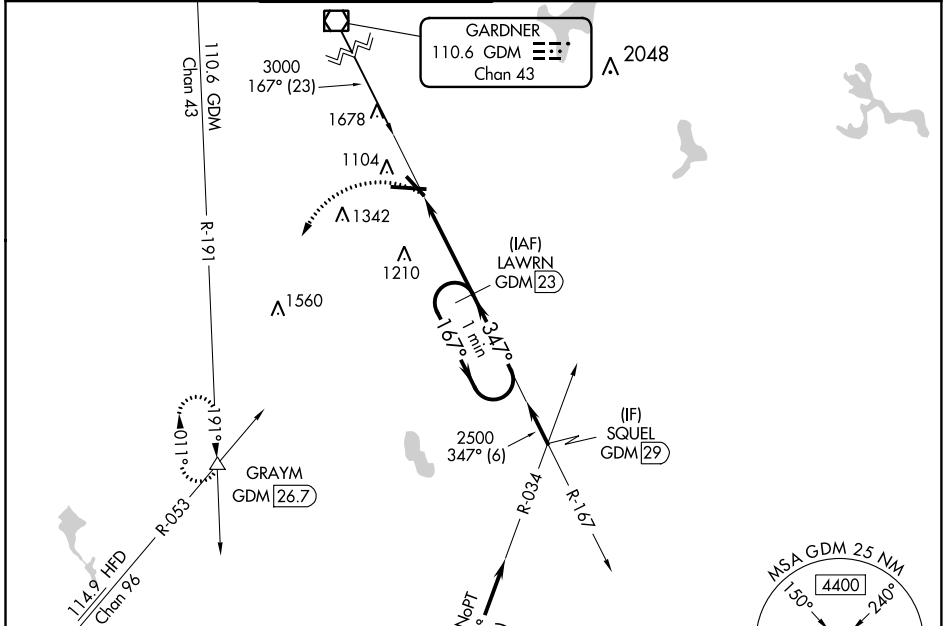 GARDNER
110.6 GDM
Chan 43
2048
3000
167° (23)
1678
1104
1342
1210
1560
110.6 GDM
Chan 43
R-191
(IAF)
LAWRN
GDM 23
1 min
167°
347°
2500
347° (6)
(IF)
SQUEL
GDM 29
R-034
R-167
191°
011°
GRAYM
GDM 26.7
R-053
114.9 HFD
Chan 96
NoPT
MSA GDM 25 NM
4400
150°
240°